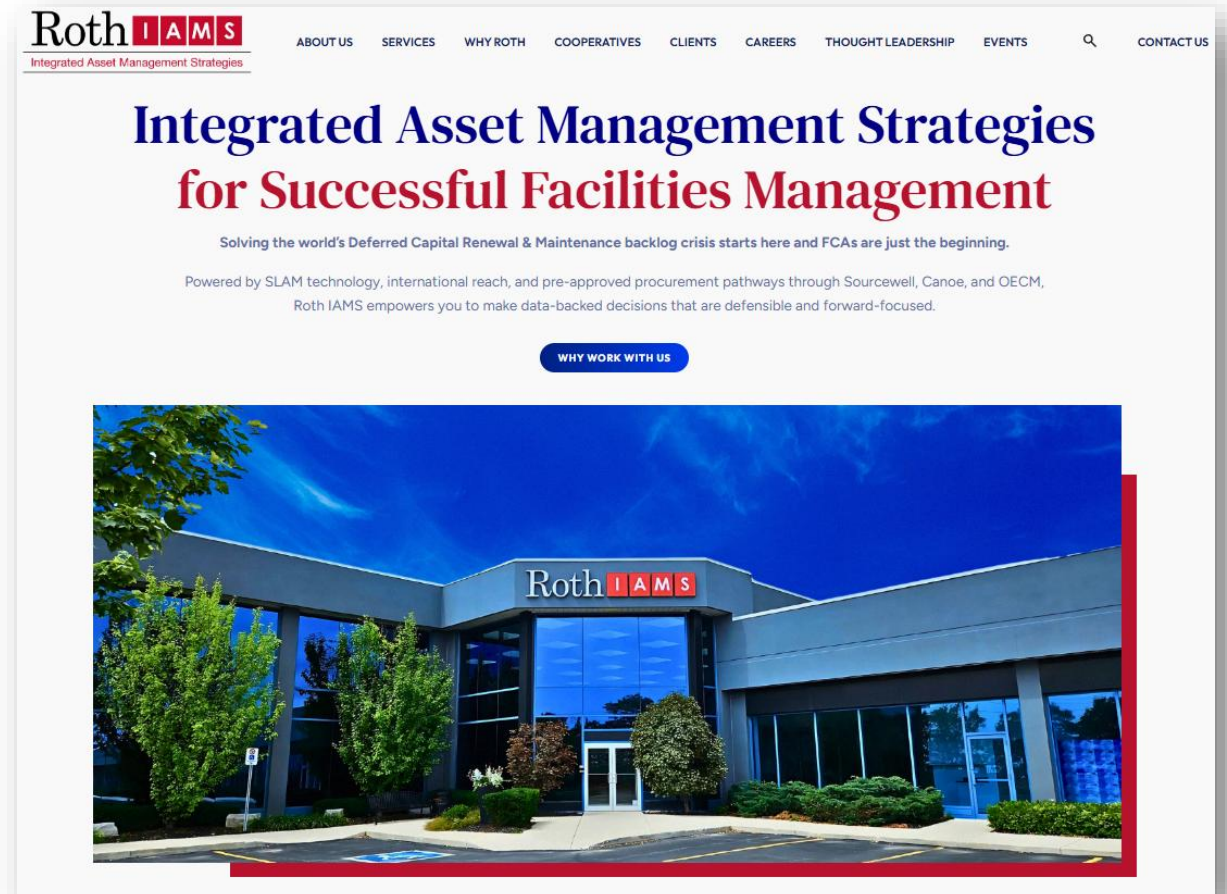 Roth IAMS
Integrated Asset Management Strategies
ABOUT US SERVICES WHY ROTH COOPERATIVES CLIENTS CAREERS THOUGHT LEADERSHIP EVENTS CONTACT US
Integrated Asset Management Strategies
for Successful Facilities Management
Solving the world's Deferred Capital Renewal & Maintenance backlog crisis starts here and FCAs are just the beginning.
Powered by SLAM technology, international reach, and pre-approved procurement pathways through Sourcewell, Canoe, and OECM,
Roth IAMS empowers you to make data-backed decisions that are defensible and forward-focused.
WHY WORK WITH US
Roth IAMS